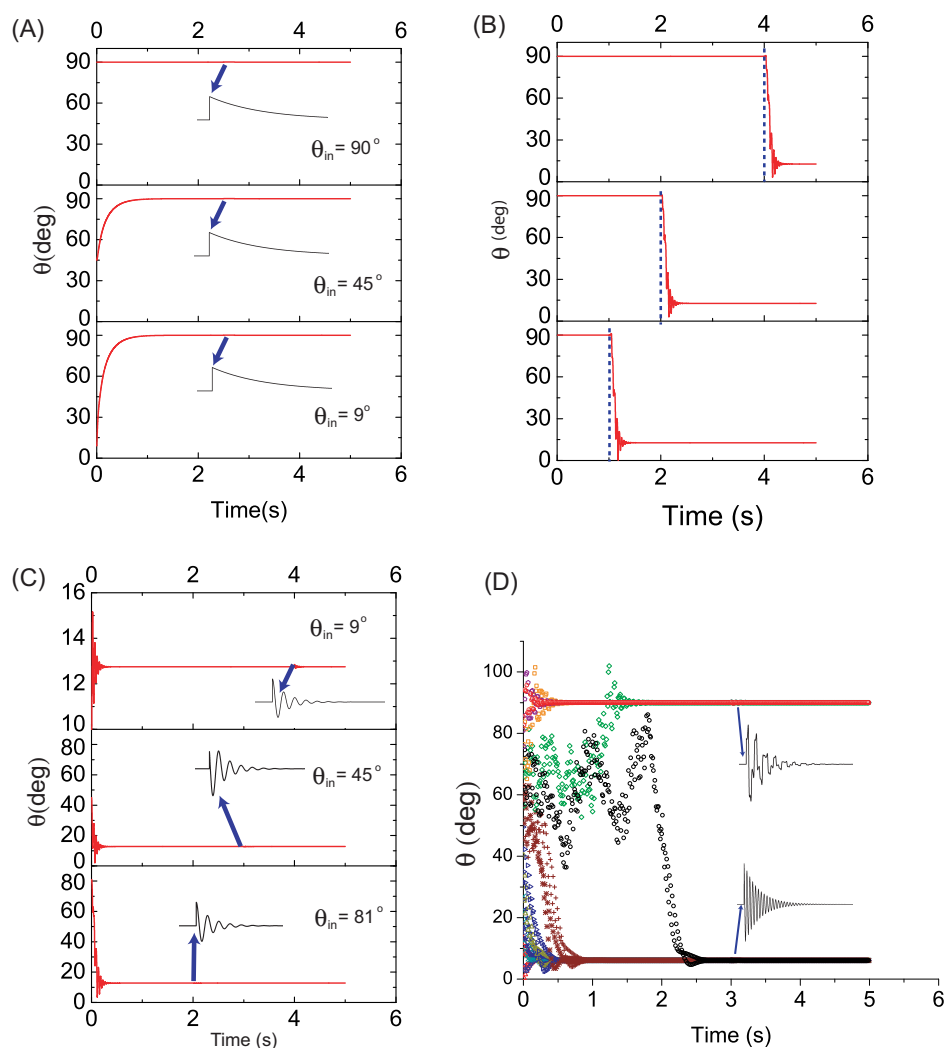 (A)
0 2 4 6
90
60
30
0
θin = 90°
90
60
30
0
θin = 45°
90
60
30
0
θin = 9°
θ(deg)
0 2 4 6
Time(s)
(B)
0 2 4 6
90
60
30
0
90
60
30
0
90
60
30
0
θ (deg)
0 2 4 6
Time (s)
(C)
0 2 4 6
16
14
12
10
θin = 9°
80
60
40
20
0
θin = 45°
80
60
40
20
0
θin = 81°
θ(deg)
0 2 4 6
Time (s)
(D)
100
80
60
40
20
0
θ (deg)
0 1 2 3 4 5 6
Time (s)